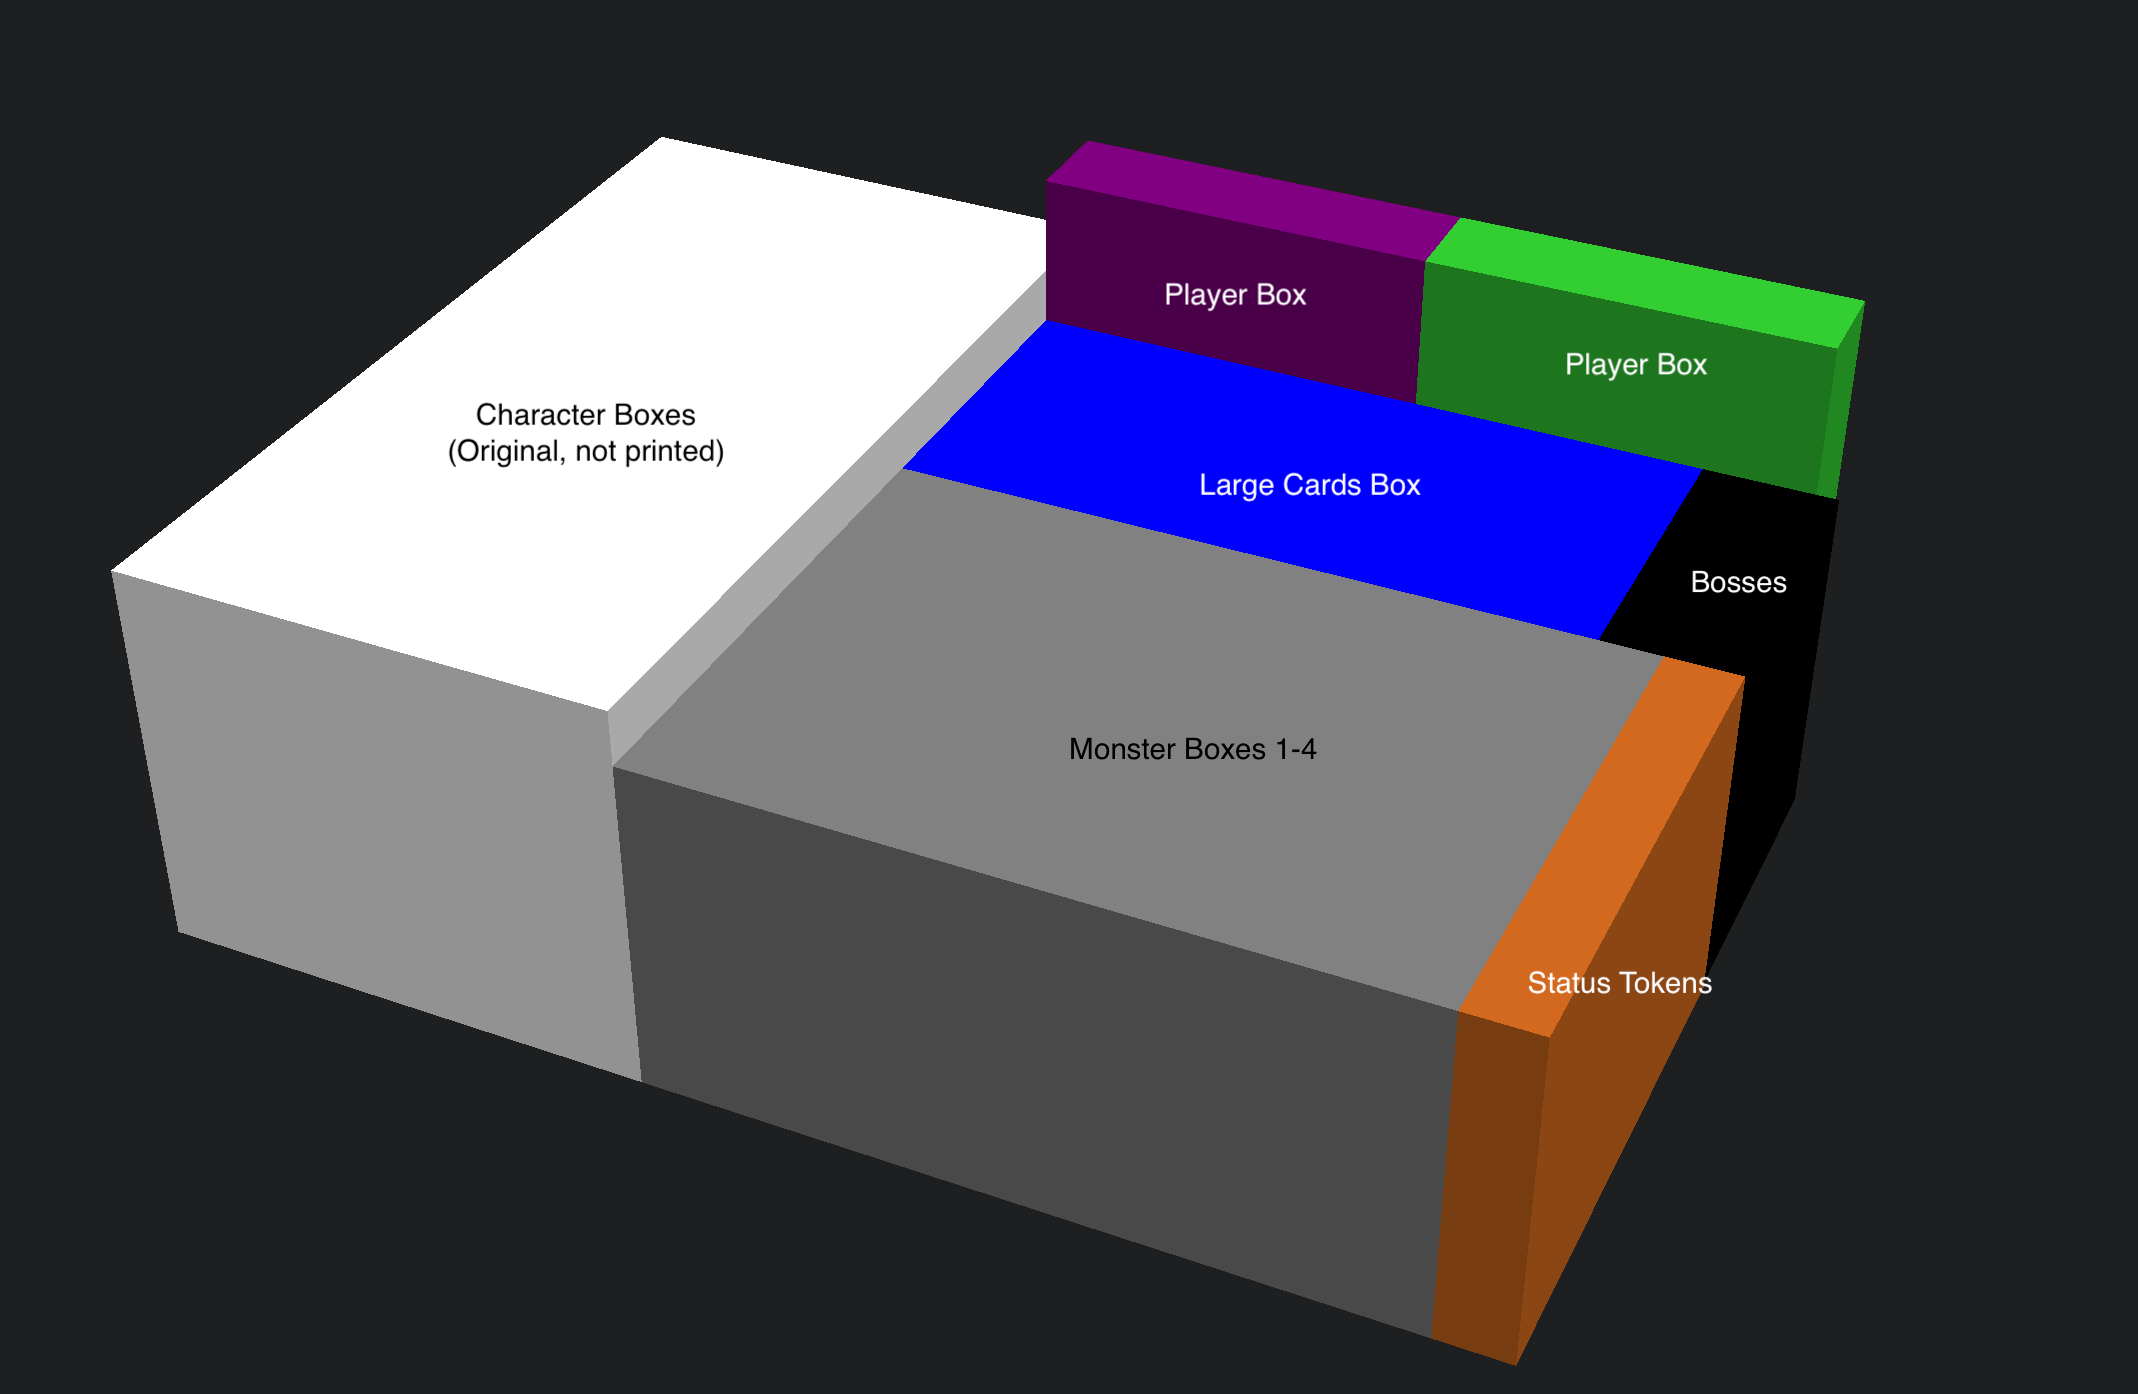 Player Box
Player Box
Character Boxes
(Original, not printed)
Large Cards Box
Bosses
Monster Boxes 1-4
Status Tokens